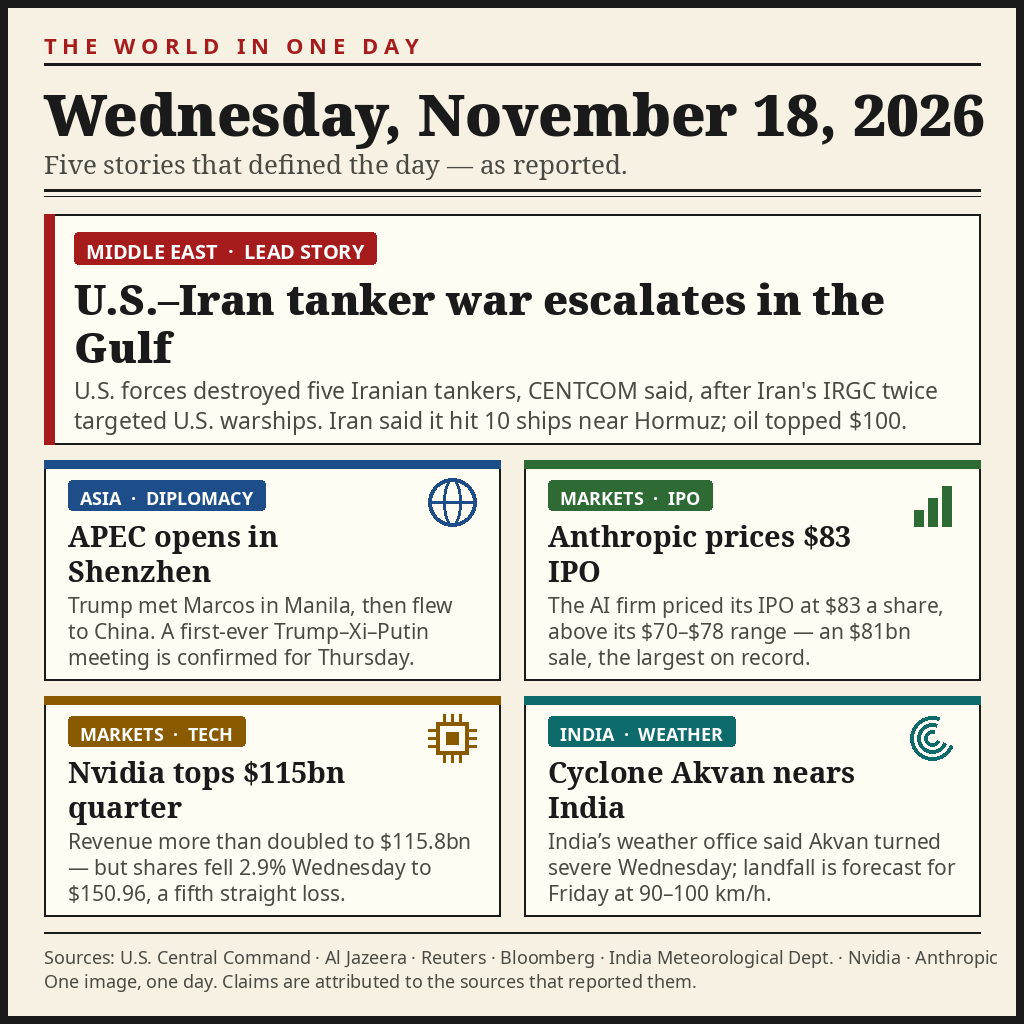 THE WORLD IN ONE DAY
Wednesday, November 18, 2026
Five stories that defined the day — as reported.
MIDDLE EAST · LEAD STORY
U.S.–Iran tanker war escalates in the
Gulf
U.S. forces destroyed five Iranian tankers, CENTCOM said, after Iran's IRGC twice
targeted U.S. warships. Iran said it hit 10 ships near Hormuz; oil topped $100.
ASIA · DIPLOMACY
APEC opens in
Shenzhen
Trump met Marcos in Manila, then flew
to China. A first-ever Trump–Xi–Putin
meeting is confirmed for Thursday.
MARKETS · IPO
Anthropic prices $83
IPO
The AI firm priced its IPO at $83 a share,
above its $70–$78 range — an $81bn
sale, the largest on record.
MARKETS · TECH
Nvidia tops $115bn
quarter
Revenue more than doubled to $115.8bn
— but shares fell 2.9% Wednesday to
$150.96, a fifth straight loss.
INDIA · WEATHER
Cyclone Akvan nears
India
India’s weather office said Akvan turned
severe Wednesday; landfall is forecast for
Friday at 90–100 km/h.
Sources: U.S. Central Command · Al Jazeera · Reuters · Bloomberg · India Meteorological Dept. · Nvidia · Anthropic
One image, one day. Claims are attributed to the sources that reported them.